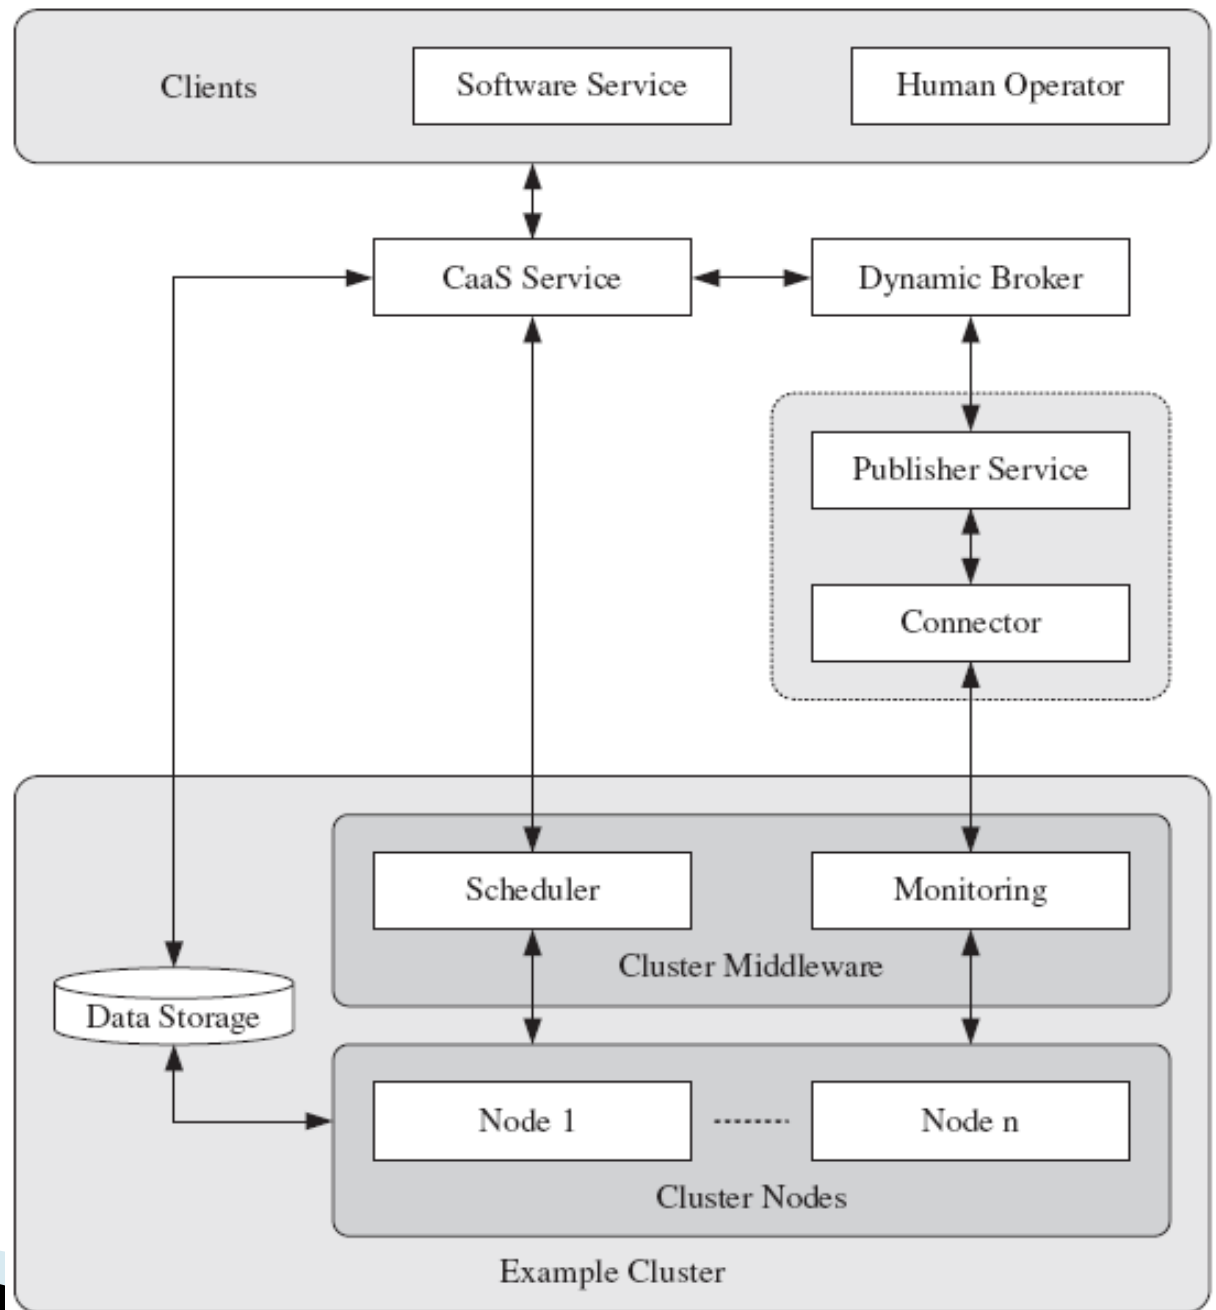 Clients
Software Service
Human Operator
CaaS Service
Dynamic Broker
Publisher Service
Connector
Scheduler
Monitoring
Cluster Middleware
Data Storage
Node 1
Node n
Cluster Nodes
Example Cluster